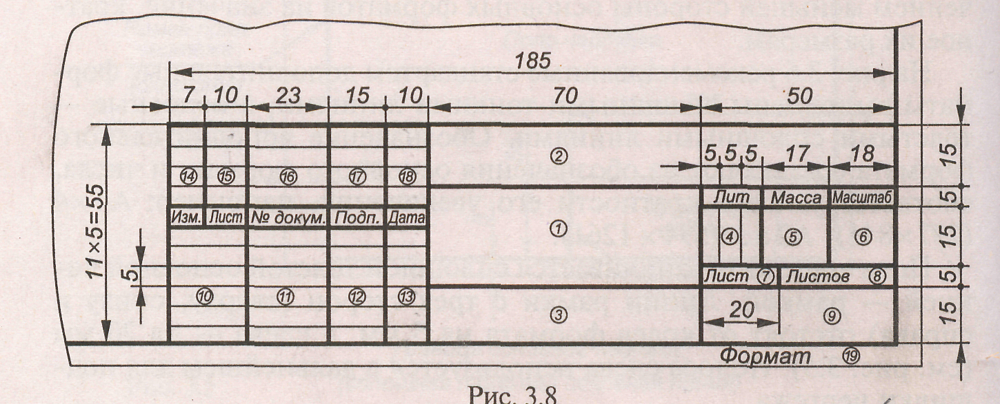 185
7 10 23 15 10 70 50
② 5 5 5 17 18 15
⑭ ⑮ ⑯ ⑰ ⑱
Лит Масса Масштаб 5
Изм. Лист № докум. Подп. Дата
① ④ ⑤ ⑥ 15
11×5=55
5
Лист ⑦ Листов ⑧ 5
⑩ ⑪ ⑫ ⑬ ③ 20 ⑨ 15
Формат ⑲
Рис. 3.8